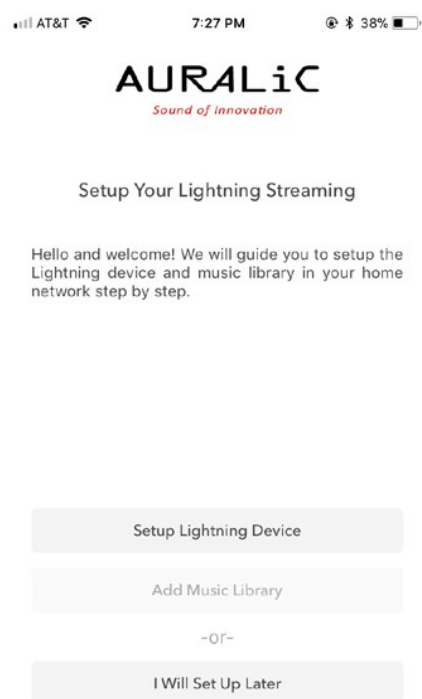 AT&T 7:27 PM 38%
AURALiC
Sound of Innovation
Setup Your Lightning Streaming
Hello and welcome! We will guide you to setup the
Lightning device and music library in your home
network step by step.
Setup Lightning Device
Add Music Library
-or-
I Will Set Up Later